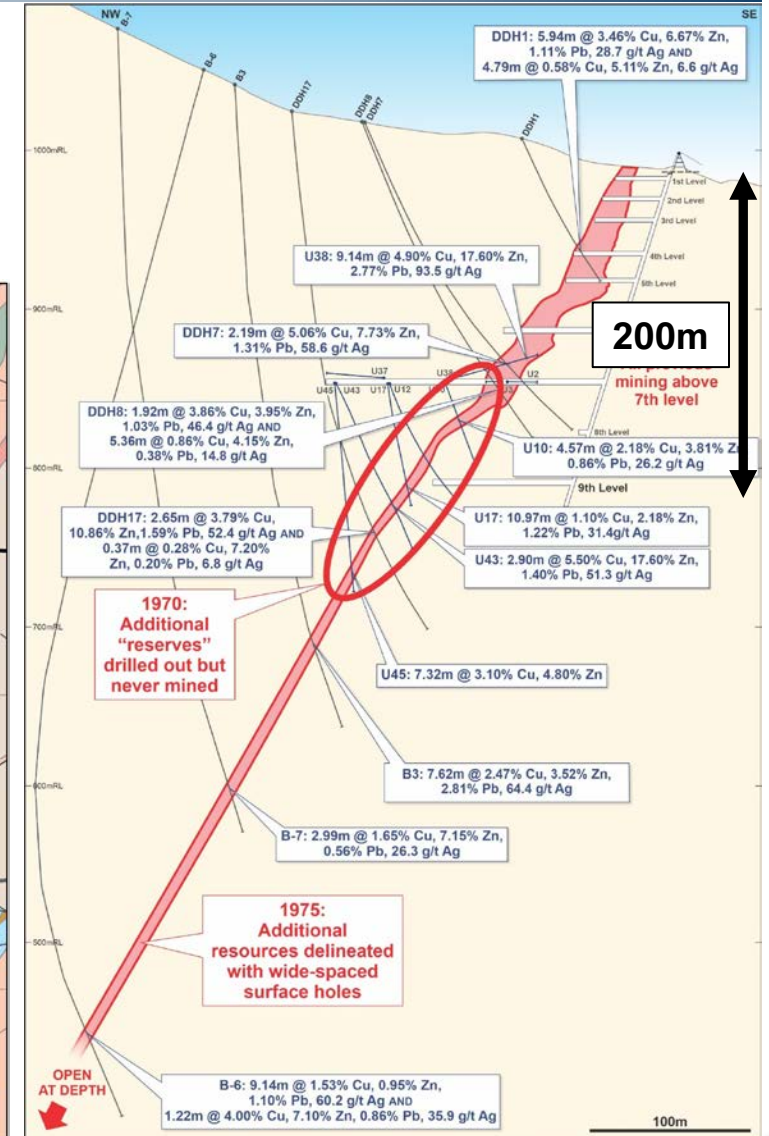 NW
SE
B-7
B-6
B3
DDH17
DDH8
DDH7
DDH1
DDH1: 5.94m @ 3.46% Cu, 6.67% Zn,
1.11% Pb, 28.7 g/t Ag AND
4.79m @ 0.58% Cu, 5.11% Zn, 6.6 g/t Ag
1000mRL
1st Level
2nd Level
3rd Level
4th Level
5th Level
U38: 9.14m @ 4.90% Cu, 17.60% Zn,
2.77% Pb, 93.5 g/t Ag
900mRL
200m
DDH7: 2.19m @ 5.06% Cu, 7.73% Zn,
1.31% Pb, 58.6 g/t Ag
previous
mining above
7th level
U37
U38
U2
U45
U43
U17
U12
DDH8: 1.92m @ 3.86% Cu, 3.95% Zn,
1.03% Pb, 46.4 g/t Ag AND
5.36m @ 0.86% Cu, 4.15% Zn,
0.38% Pb, 14.8 g/t Ag
8th Level
U10: 4.57m @ 2.18% Cu, 3.81% Zn
0.86% Pb, 26.2 g/t Ag
800mRL
9th Level
DDH17: 2.65m @ 3.79% Cu,
10.86% Zn,1.59% Pb, 52.4 g/t Ag AND
0.37m @ 0.28% Cu, 7.20%
Zn, 0.20% Pb, 6.8 g/t Ag
U17: 10.97m @ 1.10% Cu, 2.18% Zn,
1.22% Pb, 31.4g/t Ag
U43: 2.90m @ 5.50% Cu, 17.60% Zn,
1.40% Pb, 51.3 g/t Ag
1970:
Additional
“reserves”
drilled out but
never mined
700mRL
U45: 7.32m @ 3.10% Cu, 4.80% Zn
B3: 7.62m @ 2.47% Cu, 3.52% Zn,
2.81% Pb, 64.4 g/t Ag
600mRL
B-7: 2.99m @ 1.65% Cu, 7.15% Zn,
0.56% Pb, 26.3 g/t Ag
1975:
Additional
resources delineated
with wide-spaced
surface holes
500mRL
OPEN
AT DEPTH
B-6: 9.14m @ 1.53% Cu, 0.95% Zn,
1.10% Pb, 60.2 g/t Ag AND
1.22m @ 4.00% Cu, 7.10% Zn, 0.86% Pb, 35.9 g/t Ag
100m